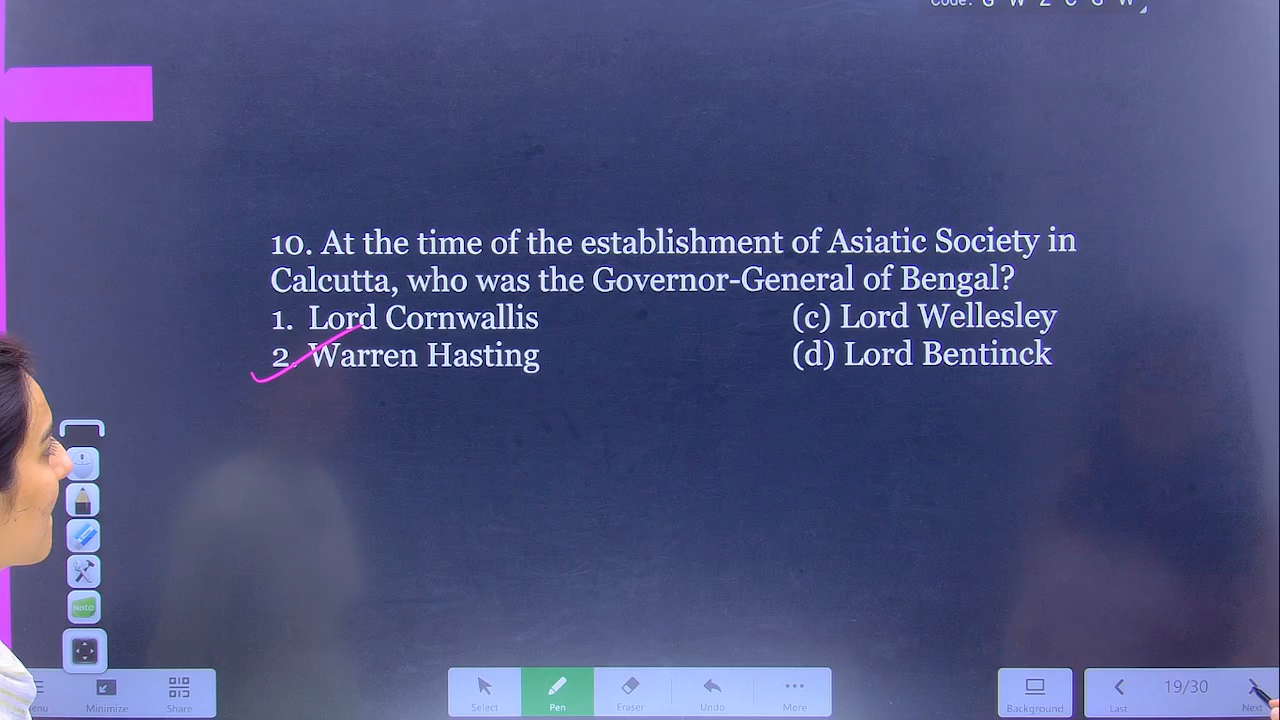 Code: G W Z C G W
10. At the time of the establishment of Asiatic Society in
Calcutta, who was the Governor-General of Bengal?
1. Lord Cornwallis (c) Lord Wellesley
2. Warren Hasting (d) Lord Bentinck
Note
Minimize Share Select Pen Eraser Undo More Background Last 19/30 Next